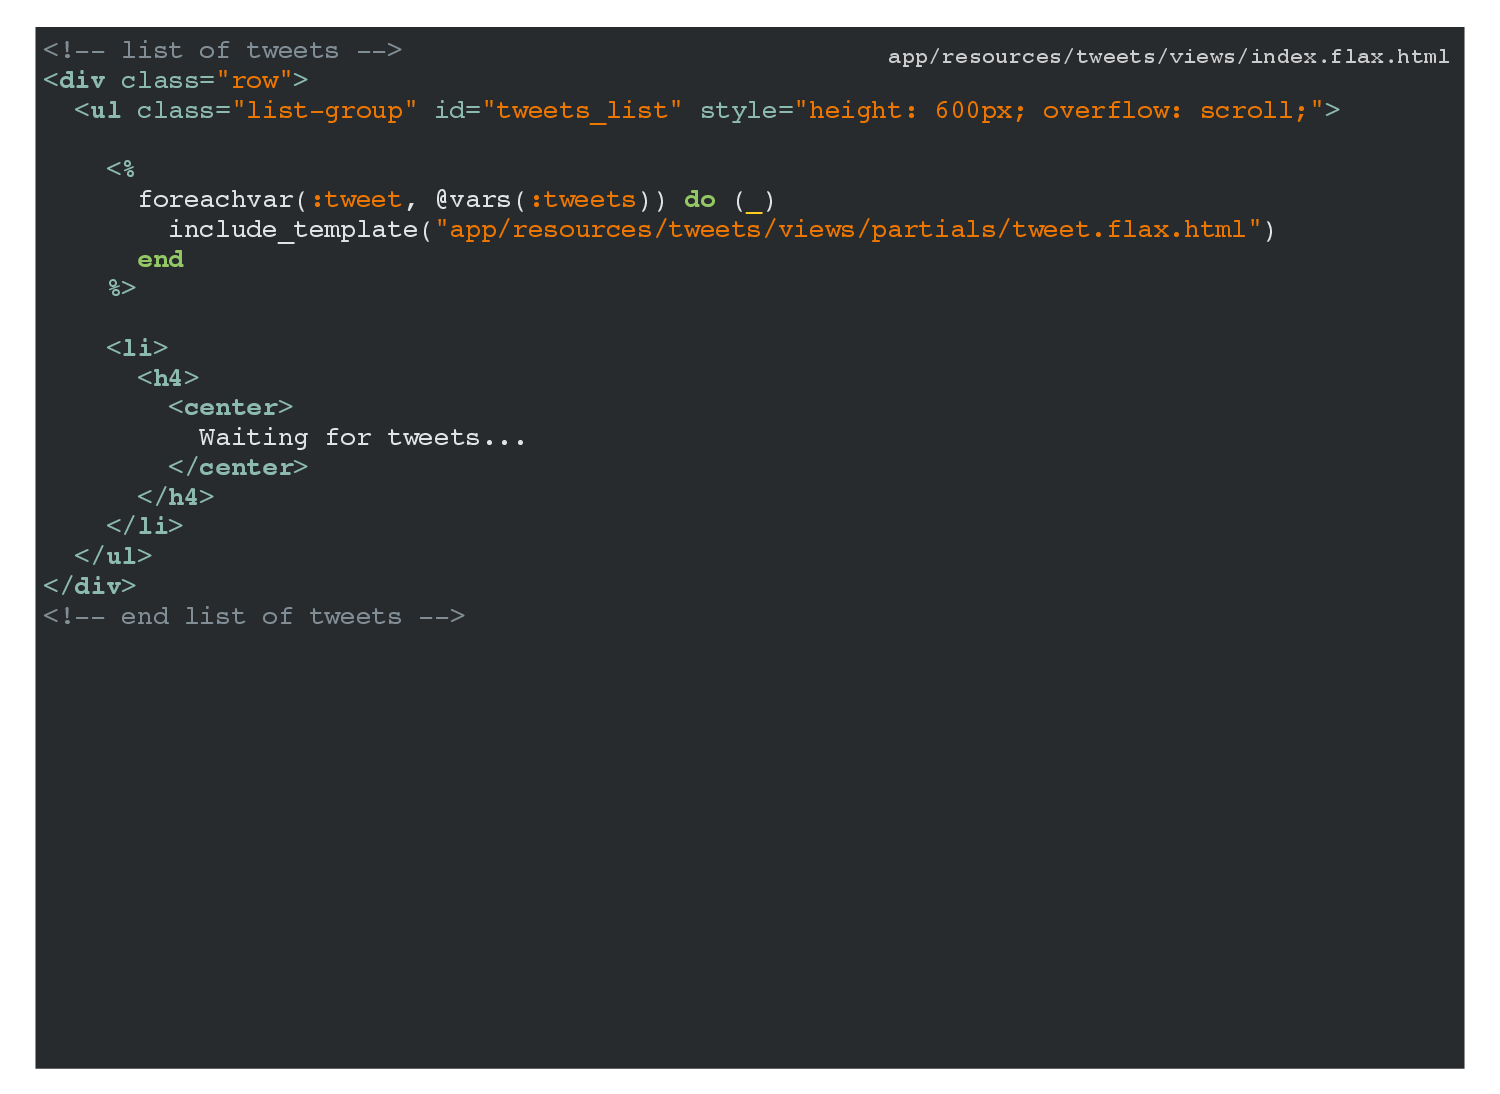 <!-- list of tweets -->
app/resources/tweets/views/index.flax.html
<div class="row">
  <ul class="list-group" id="tweets_list" style="height: 600px; overflow: scroll;">

    <%
      foreachvar(:tweet, @vars(:tweets)) do (_)
        include_template("app/resources/tweets/views/partials/tweet.flax.html")
      end
    %>

    <li>
      <h4>
        <center>
          Waiting for tweets...
        </center>
      </h4>
    </li>
  </ul>
</div>
<!-- end list of tweets -->